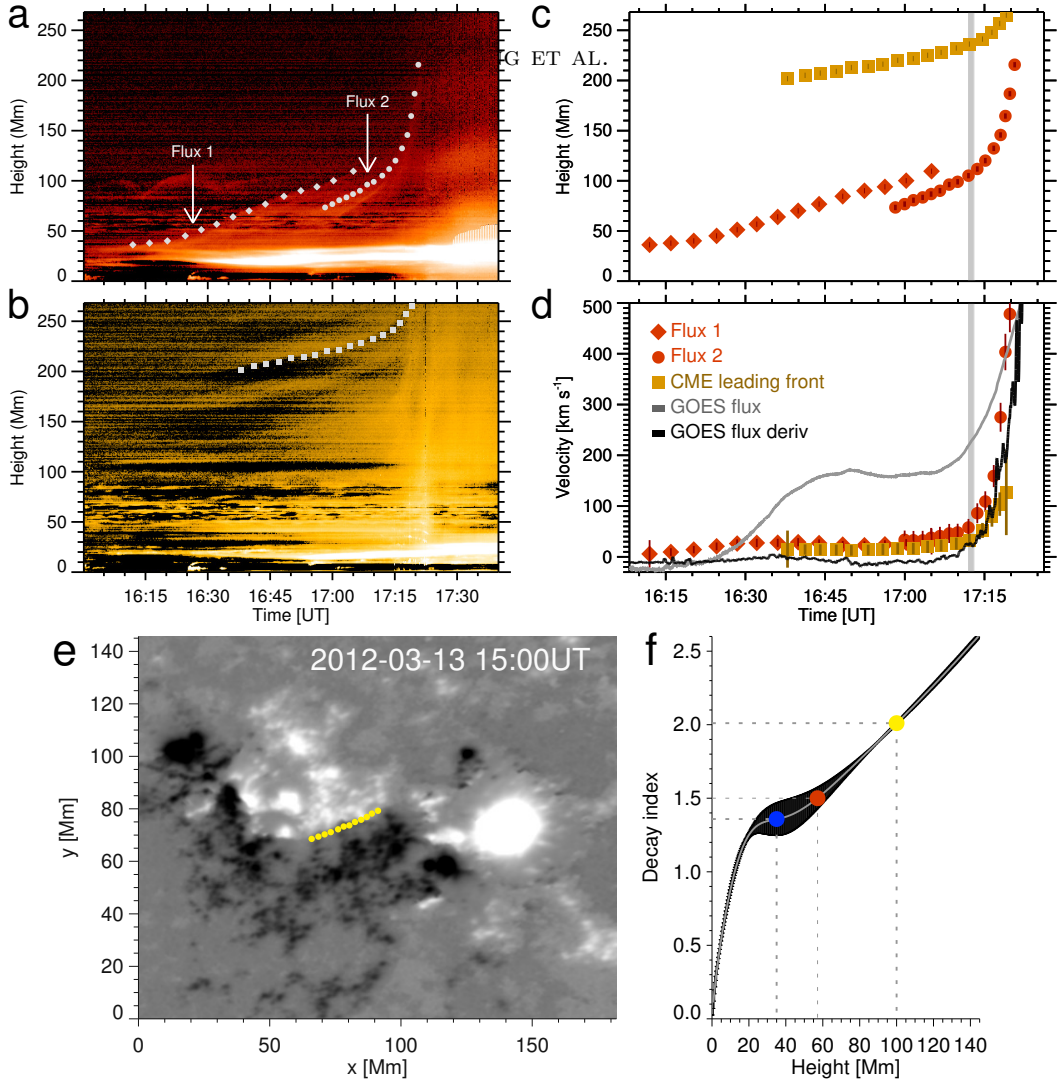 a
250
200
150
100
50
0
Height (Mm)
Flux 1
Flux 2
G ET AL.
c
250
200
150
100
50
0
Height (Mm)
b
250
200
150
100
50
0
Height (Mm)
16:15 16:30 16:45 17:00 17:15 17:30
Time [UT]
d
500
400
300
200
100
0
Velocity [km s⁻¹]
Flux 1
Flux 2
CME leading front
GOES flux
GOES flux deriv
16:15 16:30 16:45 17:00 17:15
Time [UT]
e
2012-03-13 15:00UT
140
120
100
80
60
40
20
0
y [Mm]
0 50 100 150
x [Mm]
f
2.5
2.0
1.5
1.0
0.5
0.0
Decay index
0 20 40 60 80 100 120 140
Height [Mm]